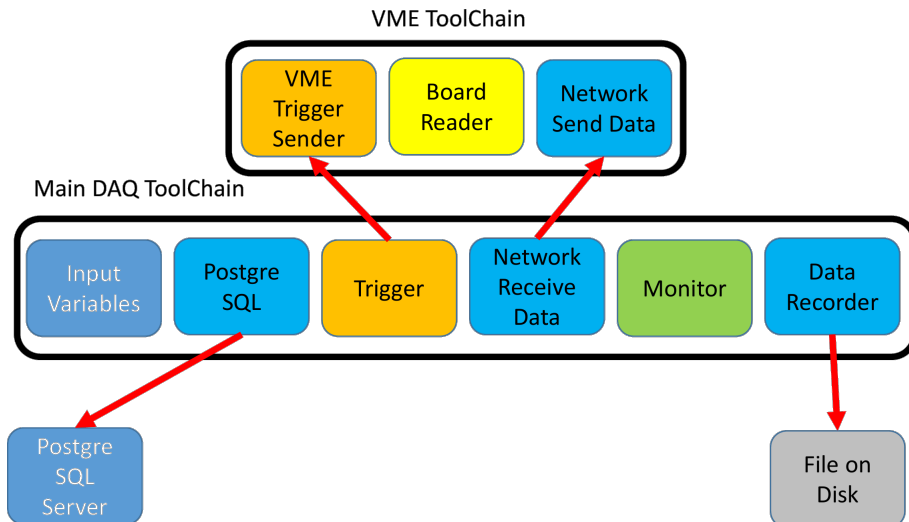 VME ToolChain
VME
Trigger
Sender
Board
Reader
Network
Send Data
Main DAQ ToolChain
Input
Variables
Postgre
SQL
Trigger
Network
Receive
Data
Monitor
Data
Recorder
Postgre
SQL
Server
File on
Disk